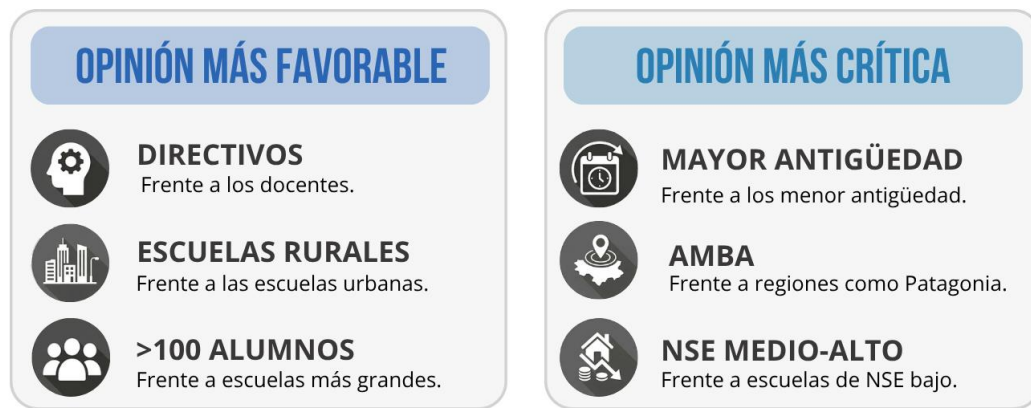 OPINIÓN MÁS FAVORABLE
DIRECTIVOS
Frente a los docentes.
ESCUELAS RURALES
Frente a las escuelas urbanas.
>100 ALUMNOS
Frente a escuelas más grandes.
OPINIÓN MÁS CRÍTICA
MAYOR ANTIGÜEDAD
Frente a los menor antigüedad.
AMBA
Frente a regiones como Patagonia.
NSE MEDIO-ALTO
Frente a escuelas de NSE bajo.